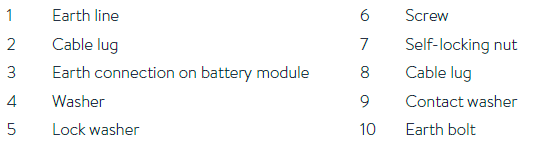 1 Earth line
2 Cable lug
3 Earth connection on battery module
4 Washer
5 Lock washer
6 Screw
7 Self-locking nut
8 Cable lug
9 Contact washer
10 Earth bolt